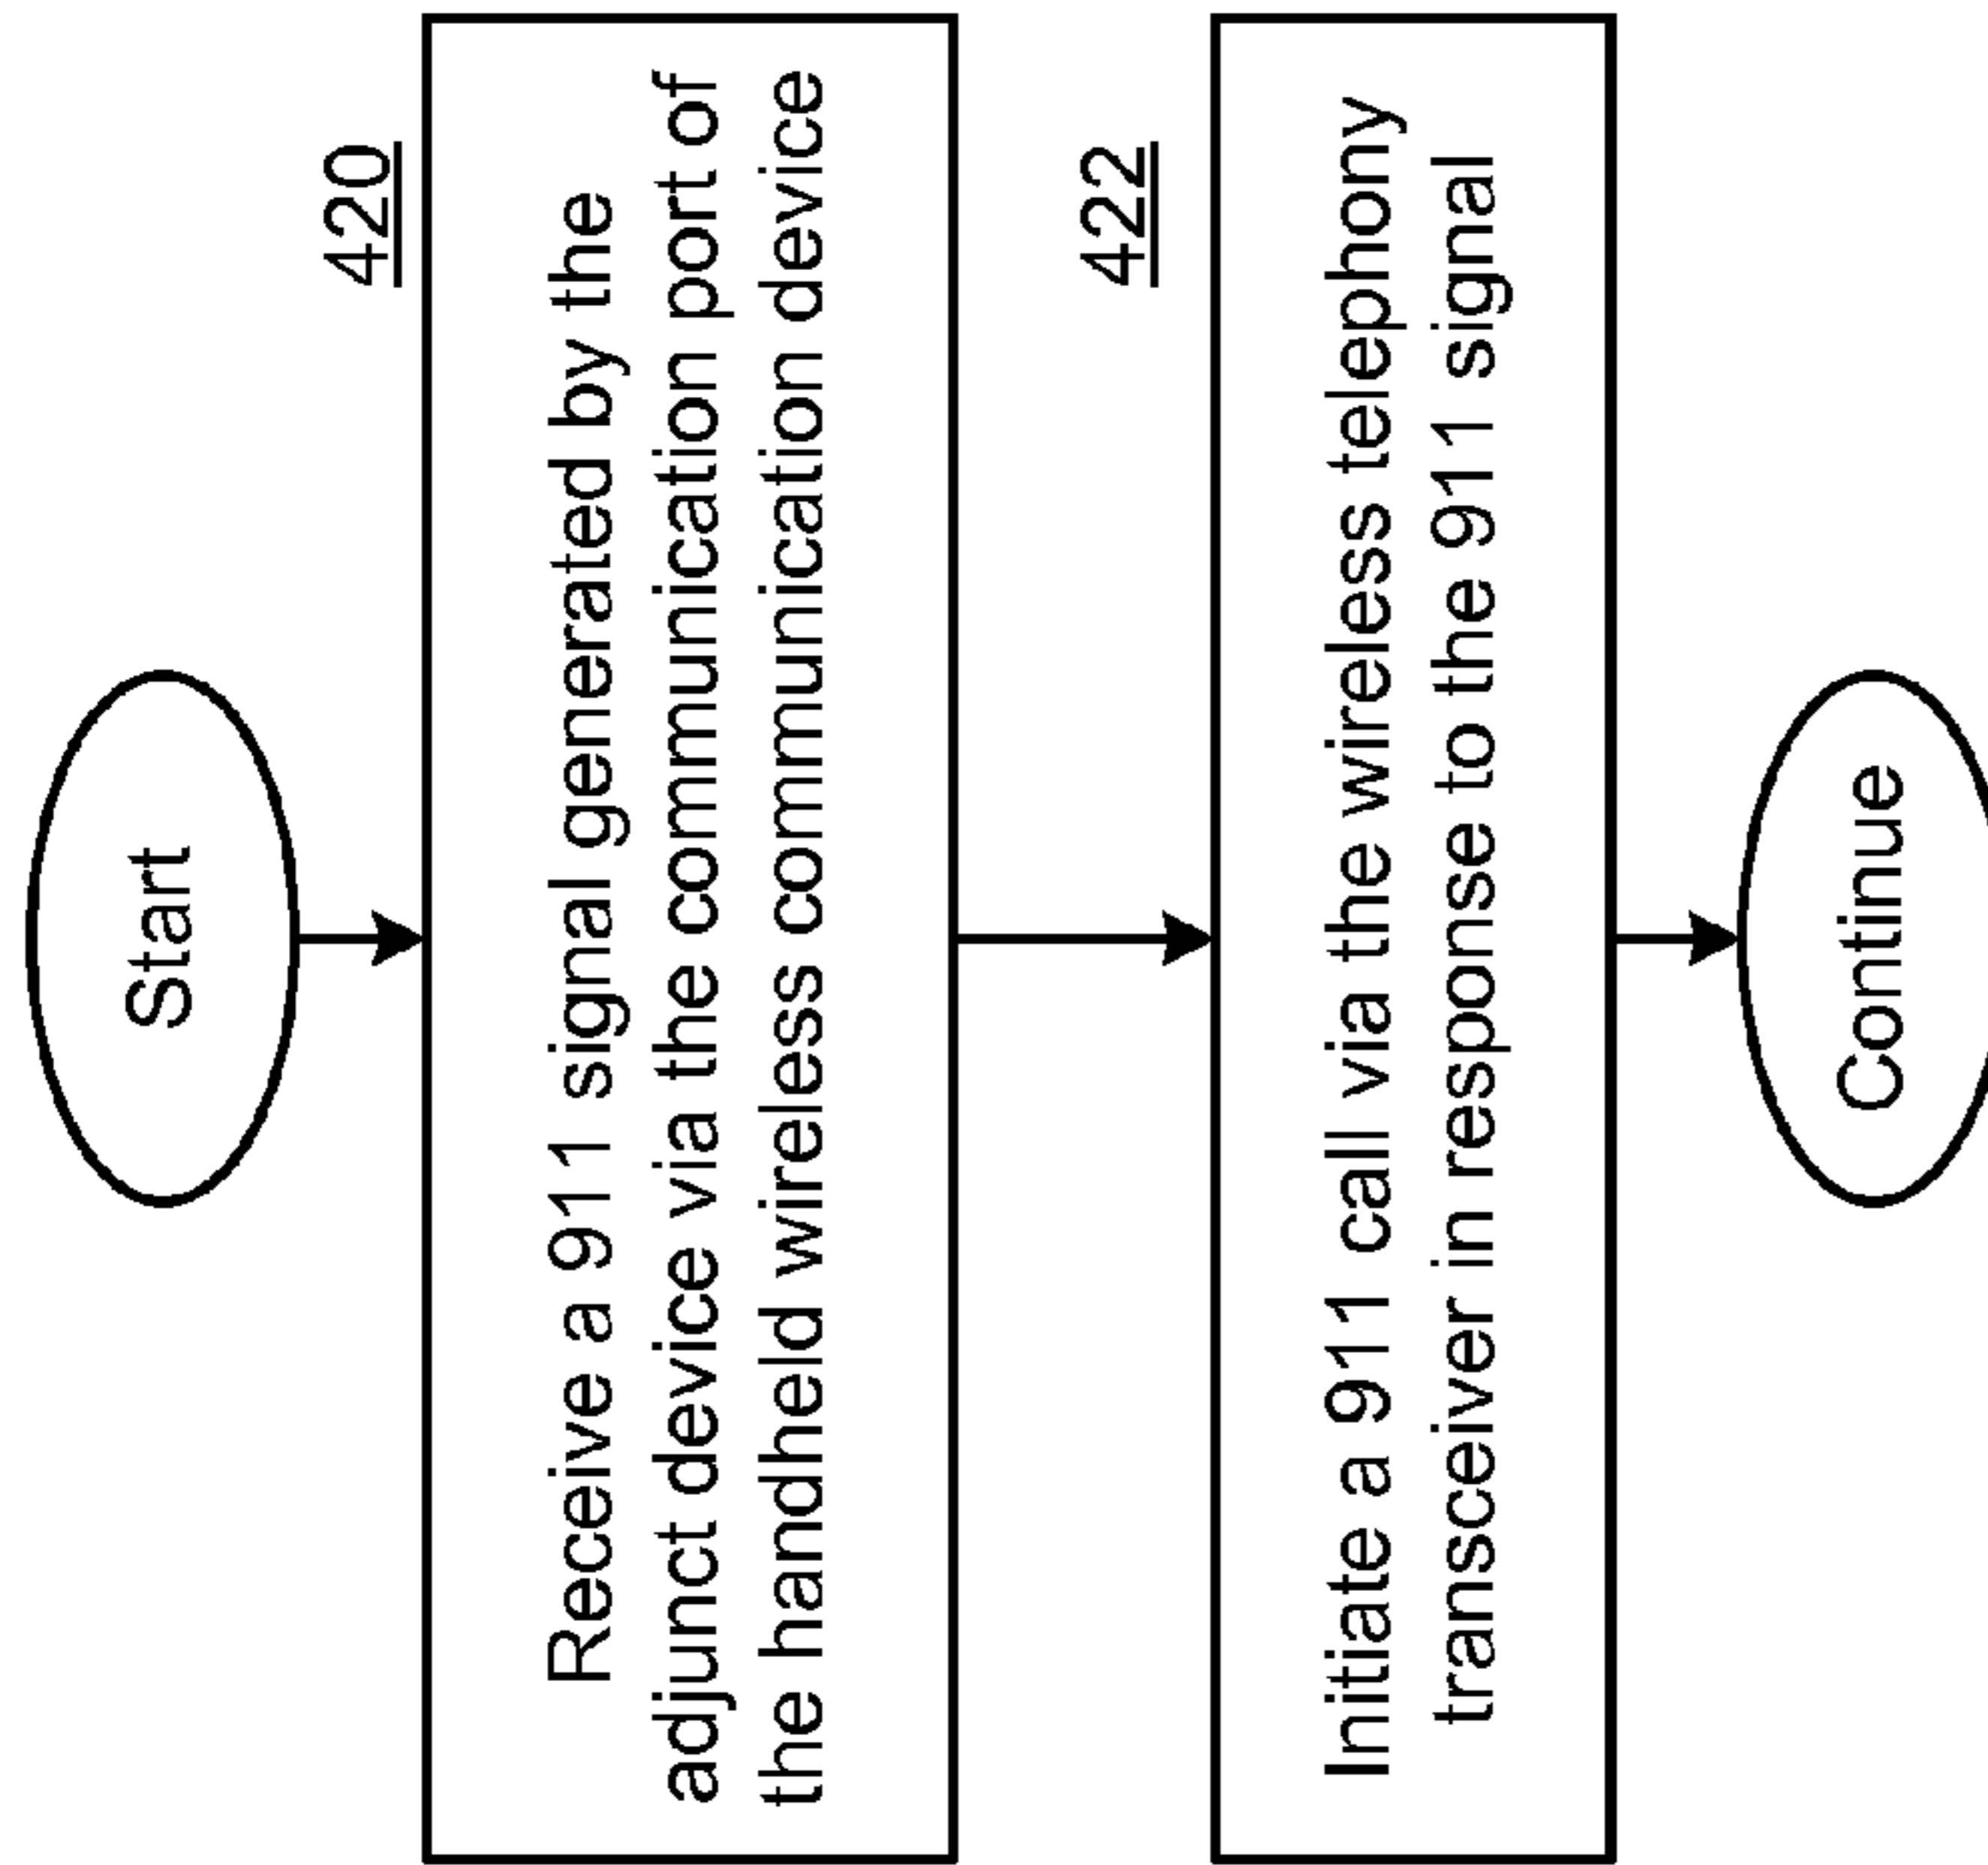 Start
420
Receive a 911 signal generated by the
adjunct device via the communication port of
the handheld wireless communication device
422
Initiate a 911 call via the wireless telephony
transceiver in response to the 911 signal
Continue